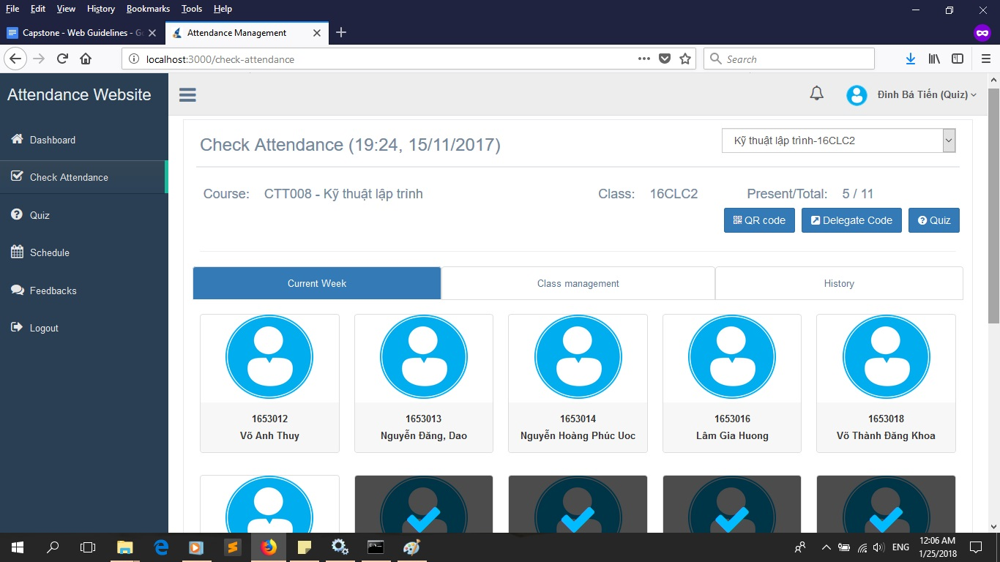 File Edit View History Bookmarks Tools Help
Capstone - Web Guidelines - G
Attendance Management
localhost:3000/check-attendance
Search
Attendance Website
Đinh Bá Tiến (Quiz)
Dashboard
Check Attendance
Quiz
Schedule
Feedbacks
Logout
Check Attendance (19:24, 15/11/2017)
Kỹ thuật lập trình-16CLC2
Course: CTT008 - Kỹ thuật lập trình Class: 16CLC2 Present/Total: 5 / 11
QR code Delegate Code Quiz
Current Week Class management History
1653012 1653013 1653014 1653016 1653018
Võ Anh Thuy Nguyễn Đăng, Dao Nguyễn Hoàng Phúc Uoc Lâm Gia Huong Võ Thành Đăng Khoa
ENG
12:06 AM
1/25/2018